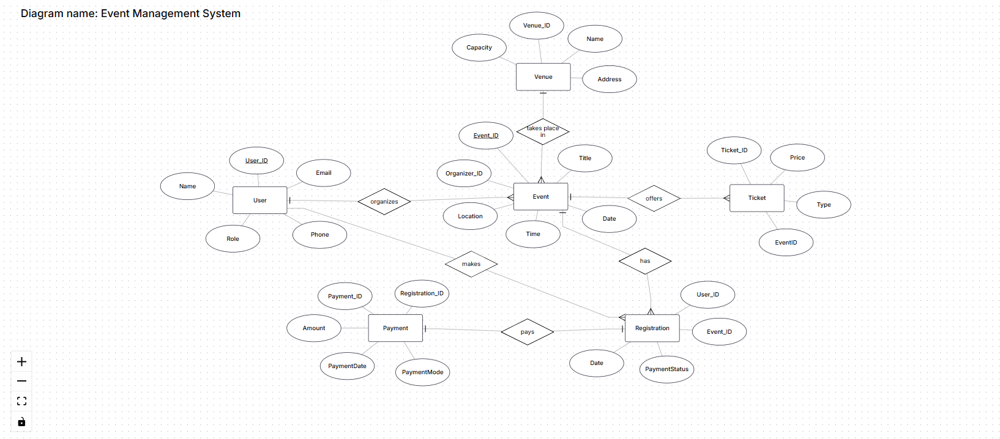 Diagram name: Event Management System
Venue_ID
Name
Capacity
Venue
Address
takes place
in
Event_ID
Title
Organizer_ID
Event
Location
Time
Date
User_ID
Email
Name
User
Role
Phone
organizes
offers
Ticket_ID
Price
Ticket
Type
EventID
makes
has
Payment_ID
Registration_ID
Amount
Payment
PaymentDate
PaymentMode
pays
User_ID
Registration
Event_ID
Date
PaymentStatus